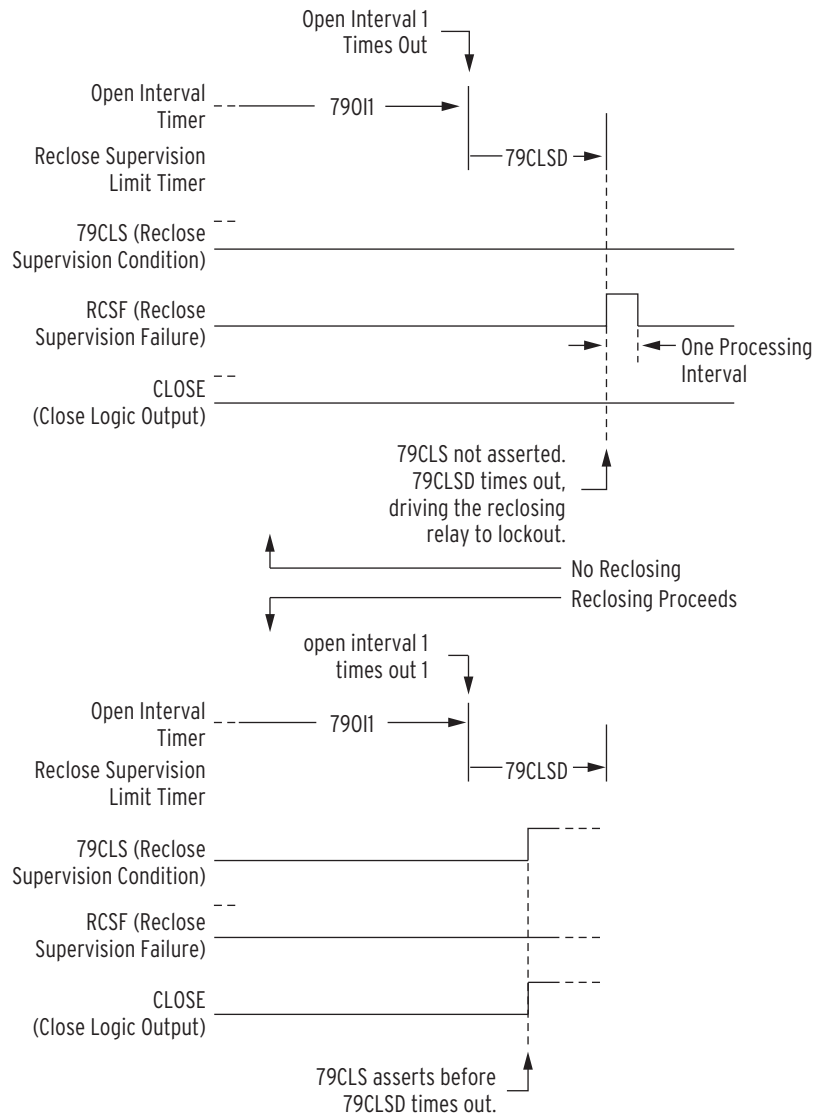 Open Interval 1
Times Out
Open Interval
Timer
79OI1
Reclose Supervision
Limit Timer
79CLSD
79CLS (Reclose
Supervision Condition)
RCSF (Reclose
Supervision Failure)
One Processing
Interval
CLOSE
(Close Logic Output)
79CLS not asserted.
79CLSD times out,
driving the reclosing
relay to lockout.
No Reclosing
Reclosing Proceeds
open interval 1
times out 1
Open Interval
Timer
79OI1
Reclose Supervision
Limit Timer
79CLSD
79CLS (Reclose
Supervision Condition)
RCSF (Reclose
Supervision Failure)
CLOSE
(Close Logic Output)
79CLS asserts before
79CLSD times out.